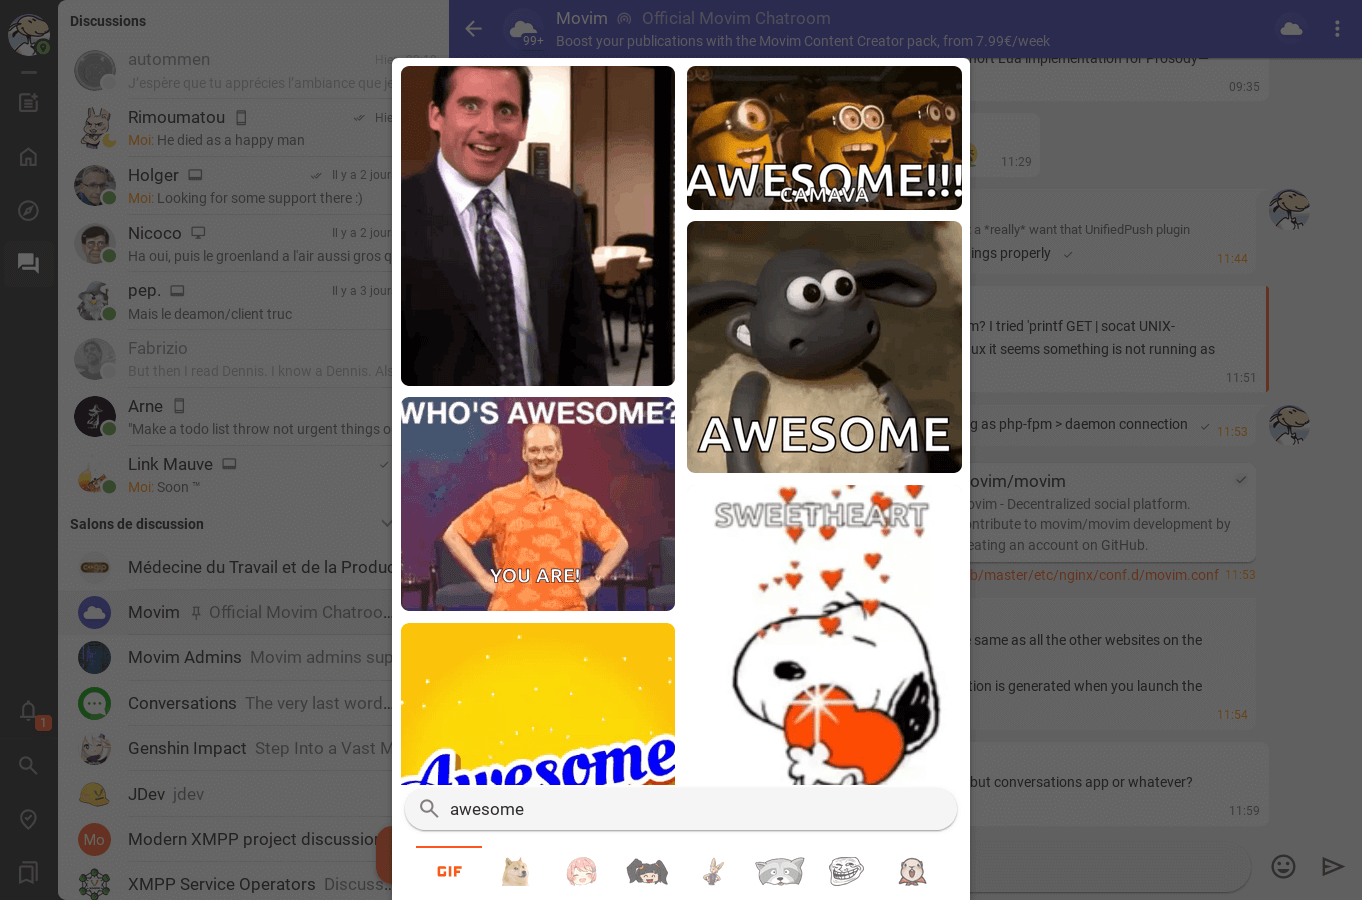 Discussions
9
autommen
Hie
J'espère que tu apprécies l'ambiance que je
Rimoumatou
Hie
Moi: He died as a happy man
Holger
Il y a 2 jour
Moi: Looking for some support there :)
Nicoco
Il y a 2 jour
Ha oui, puis le groenland a l'air aussi gros q
pep.
Il y a 3 jour
Mais le deamon/client truc
Fabrizio
But then I read Dennis. I know a Dennis. Als
Arne
"Make a todo list throw not urgent things o
Link Mauve
Moi: Soon ™
Salons de discussion
Médecine du Travail et de la Produc
Movim Official Movim Chatroo...
Movim Admins Movim admins sup
Conversations The very last word...
1
Genshin Impact Step Into a Vast M
JDev jdev
Mo
Modern XMPP project discussion
XMPP Service Operators Discuss...
99+
Movim Official Movim Chatroom
Boost your publications with the Movim Content Creator pack, from 7.99€/week
ort Lua implementation for Prosody—
09:35
11:29
a *really* want that UnifiedPush plugin
ings properly
11:44
m? I tried 'printf GET | socat UNIX-
ux it seems something is not running as
11:51
g as php-fpm > daemon connection
11:53
ovim/movim
ovim - Decentralized social platform.
ontribute to movim/movim development by
eating an account on GitHub.
b/master/etc/nginx/conf.d/movim.conf 11:53
same as all the other websites on the
tion is generated when you launch the
11:54
but conversations app or whatever?
11:59
AWESOME!!!
CAMAVA
AWESOME
WHO'S AWESOME?
YOU ARE!
SWEETHEART
Awesome
awesome
GIF